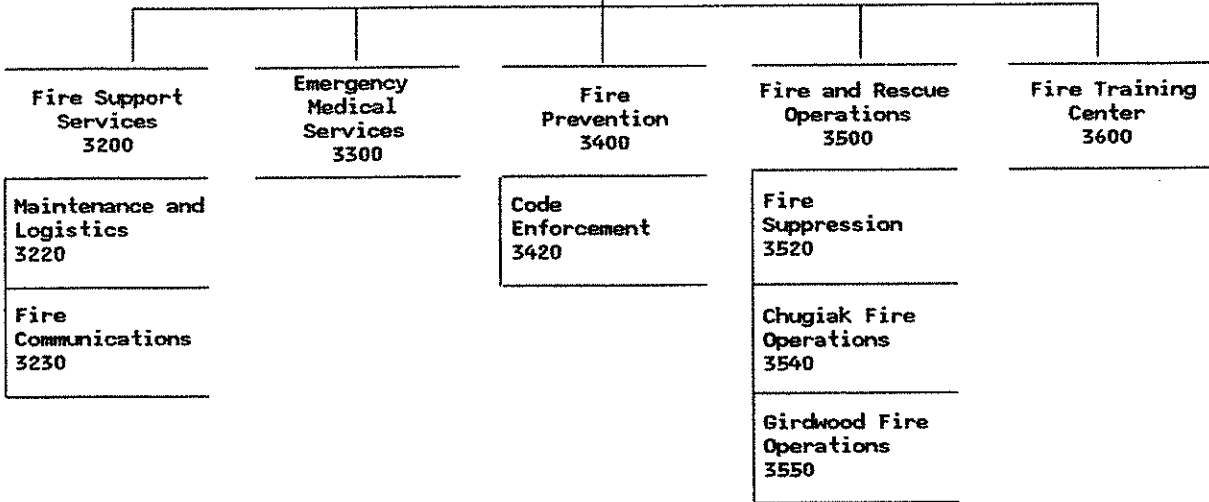 Fire Support
Services
3200
Emergency
Medical
Services
3300
Fire
Prevention
3400
Fire and Rescue
Operations
3500
Fire Training
Center
3600
Maintenance and
Logistics
3220
Fire
Communications
3230
Code
Enforcement
3420
Fire
Suppression
3520
Chugiak Fire
Operations
3540
Girdwood Fire
Operations
3550